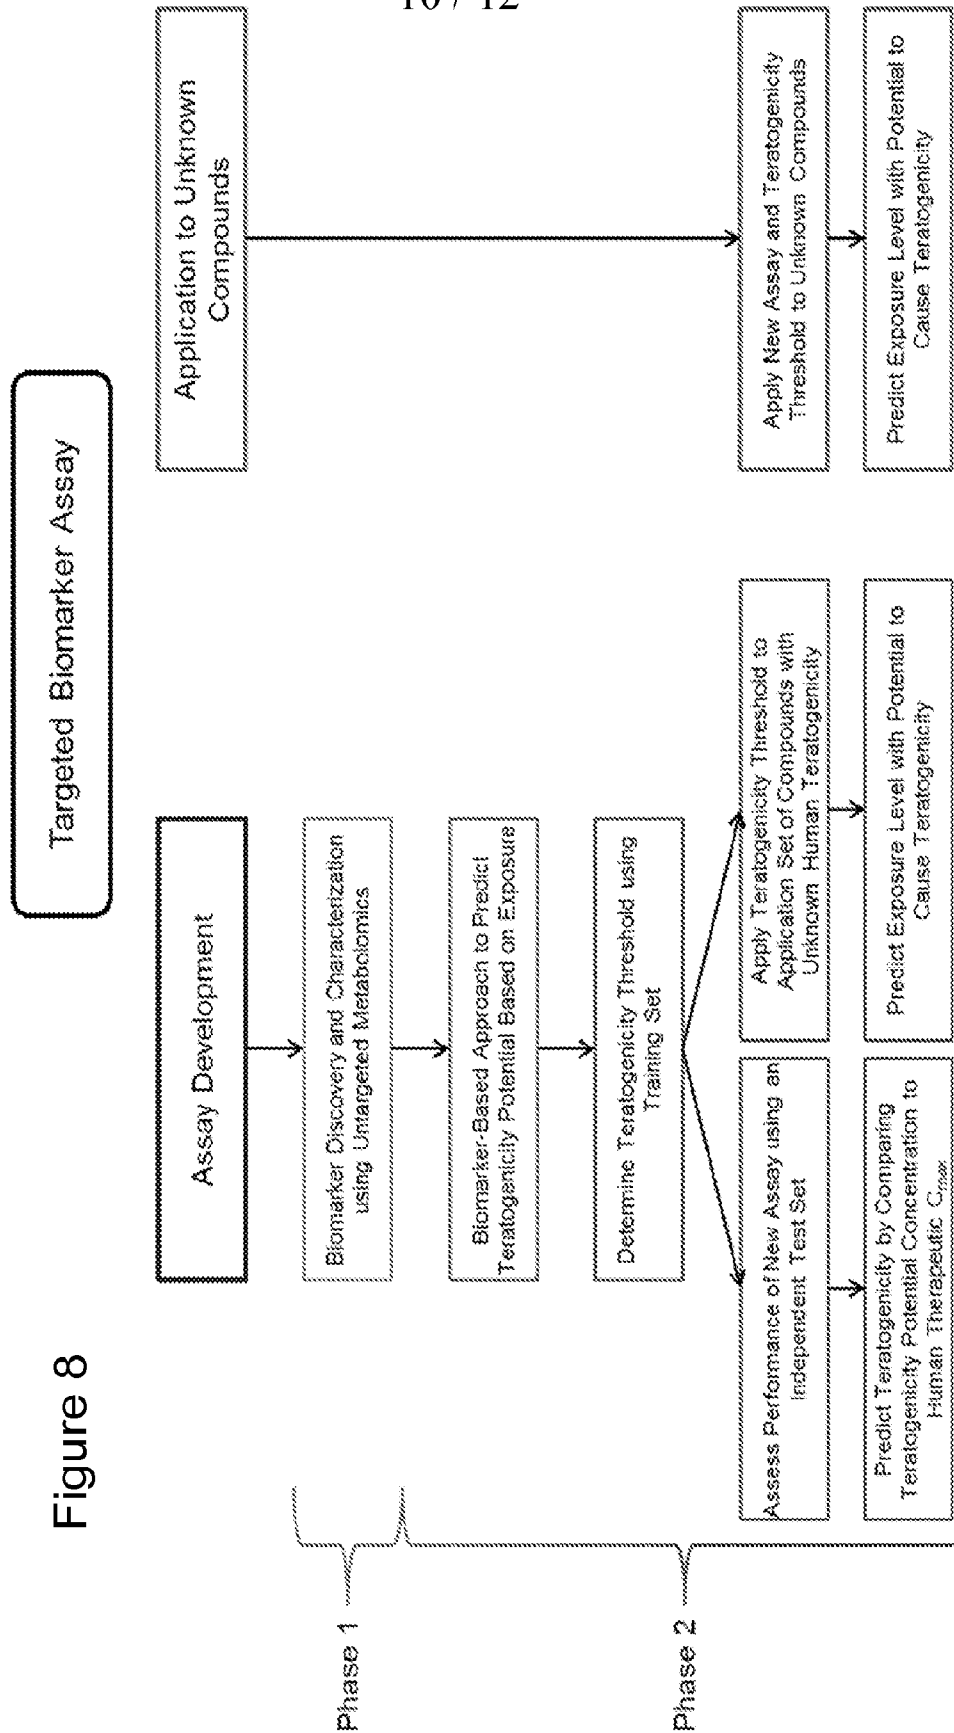 10 / 12
Figure 8
Targeted Biomarker Assay
Assay Development
Application to Unknown
Compounds
Phase 1
Biomarker Discovery and Characterization
using Untargeted Metabolomics
Phase 2
Biomarker-Based Approach to Predict
Teratogenicity Potential Based on Exposure
Determine Teratogenicity Threshold using
Training Set
Assess Performance of New Assay using an
Independent Test Set
Apply Teratogenicity Threshold to
Application Set of Compounds with
Unknown Human Teratogenicity
Apply New Assay and Teratogenicity
Threshold to Unknown Compounds
Predict Teratogenicity by Comparing
Teratogenicity Potential Concentration to
Human Therapeutic Cmax
Predict Exposure Level with Potential to
Cause Teratogenicity
Predict Exposure Level with Potential to
Cause Teratogenicity